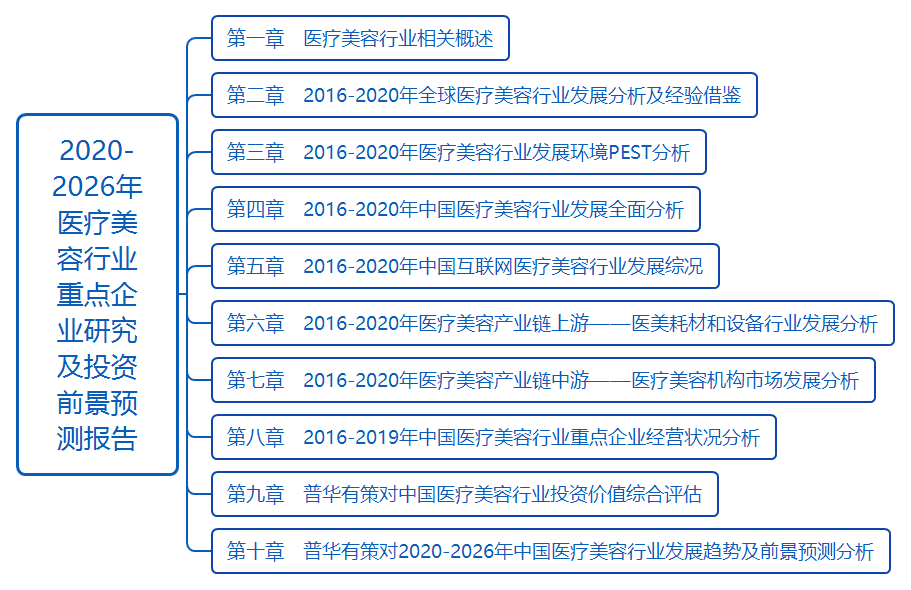 2020-
2026年
医疗美
容行业
重点企
业研究
及投资
前景预
测报告
第一章 医疗美容行业相关概述
第二章 2016-2020年全球医疗美容行业发展分析及经验借鉴
第三章 2016-2020年医疗美容行业发展环境PEST分析
第四章 2016-2020年中国医疗美容行业发展全面分析
第五章 2016-2020年中国互联网医疗美容行业发展综况
第六章 2016-2020年医疗美容产业链上游——医美耗材和设备行业发展分析
第七章 2016-2020年医疗美容产业链中游——医疗美容机构市场发展分析
第八章 2016-2019年中国医疗美容行业重点企业经营状况分析
第九章 普华有策对中国医疗美容行业投资价值综合评估
第十章 普华有策对2020-2026年中国医疗美容行业发展趋势及前景预测分析